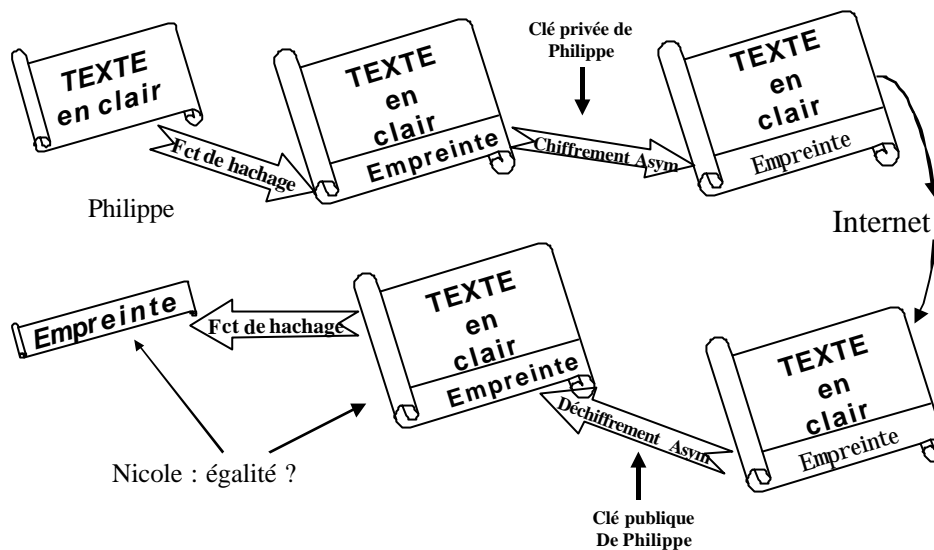 TEXTE
en clair
Fct de hachage
Philippe
TEXTE
en
clair
Empreinte
Clé privée de
Philippe
Chiffrement Asym
TEXTE
en
clair
Empreinte
Internet
TEXTE
en
clair
Empreinte
Déchiffrement Asym
Clé publique
De Philippe
TEXTE
en
clair
Empreinte
Fct de hachage
Empreinte
Nicole : égalité ?